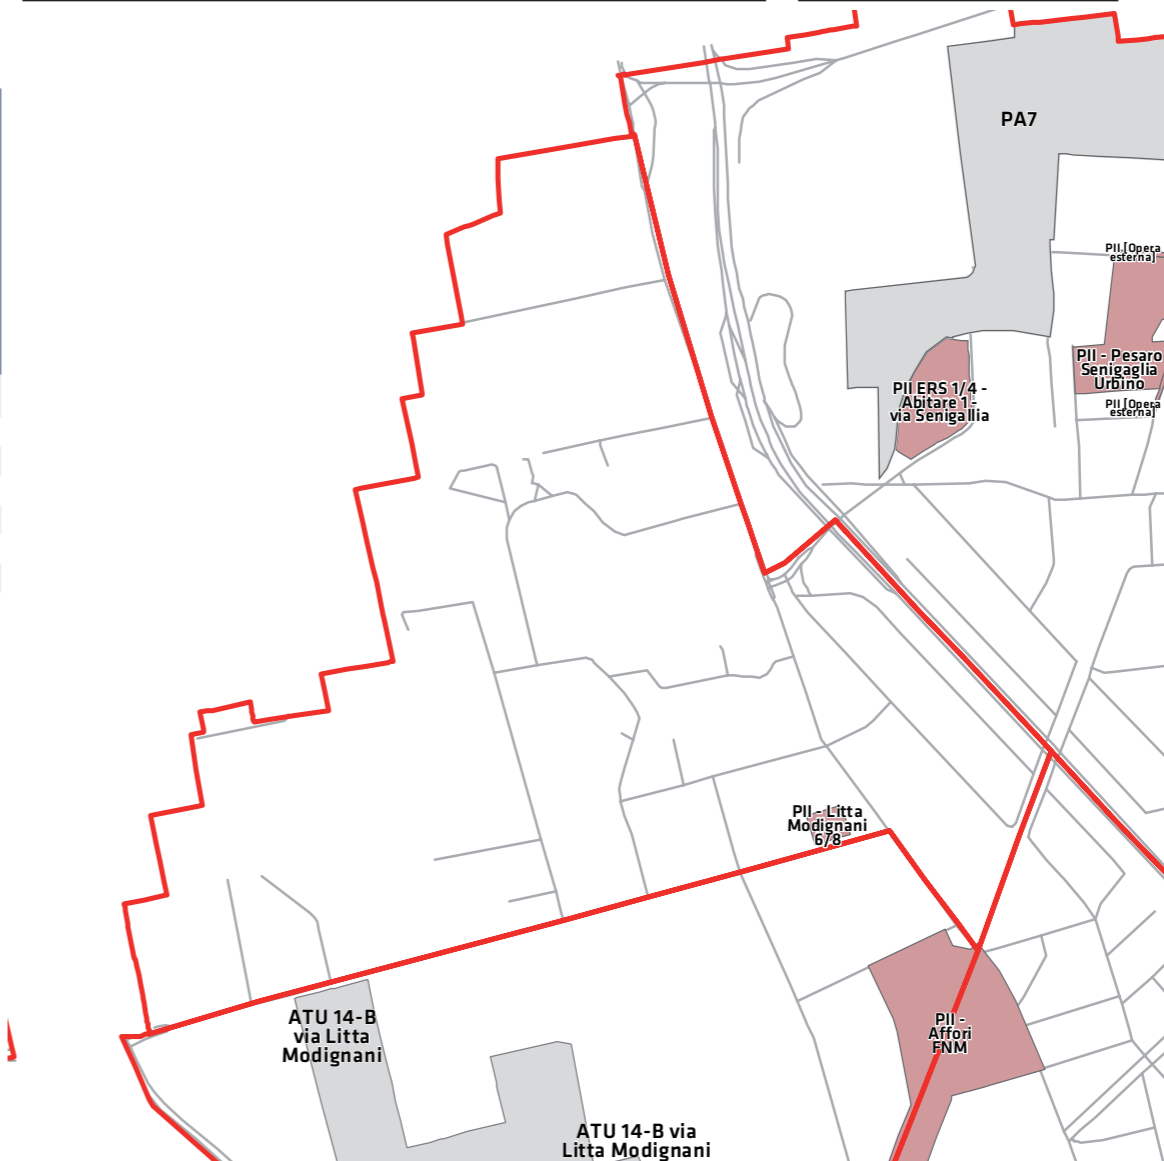 PA7
PII [Opera
esterna]
PII - Pesaro
Senigaglia
Urbino
PII ERS 1/4 -
Abitare 1 -
via Senigallia
PII [Opera
esterna]
PII - Litta
Modignani
6/8
ATU 14-B
via Litta
Modignani
PII -
Affori
FNM
ATU 14-B via
Litta Modignani